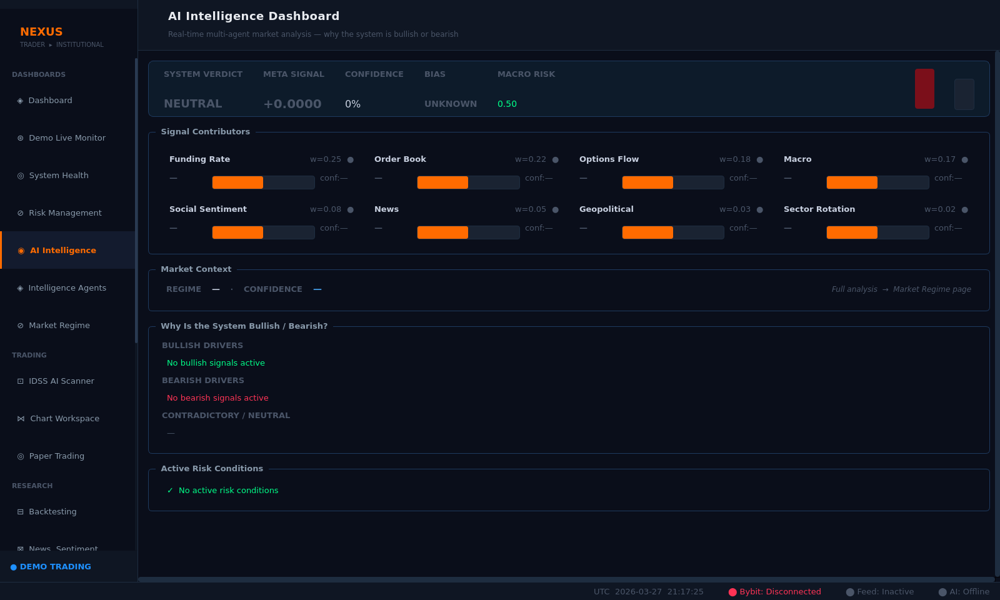 NEXUS
TRADER ▸ INSTITUTIONAL
DASHBOARDS
◈ Dashboard
⊛ Demo Live Monitor
◎ System Health
⊘ Risk Management
◉ AI Intelligence
◈ Intelligence Agents
⊘ Market Regime
TRADING
⊡ IDSS AI Scanner
⋈ Chart Workspace
◎ Paper Trading
RESEARCH
⊟ Backtesting
⊠ News Sentiment
● DEMO TRADING
AI Intelligence Dashboard
Real-time multi-agent market analysis — why the system is bullish or bearish
SYSTEM VERDICT META SIGNAL CONFIDENCE BIAS MACRO RISK
NEUTRAL +0.0000 0% UNKNOWN 0.50
Signal Contributors
Funding Rate w=0.25 ● Order Book w=0.22 ● Options Flow w=0.18 ● Macro w=0.17 ●
— conf:— — conf:— — conf:— — conf:—
Social Sentiment w=0.08 ● News w=0.05 ● Geopolitical w=0.03 ● Sector Rotation w=0.02 ●
— conf:— — conf:— — conf:— — conf:—
Market Context
REGIME — · CONFIDENCE — Full analysis → Market Regime page
Why Is the System Bullish / Bearish?
BULLISH DRIVERS
No bullish signals active
BEARISH DRIVERS
No bearish signals active
CONTRADICTORY / NEUTRAL
—
Active Risk Conditions
✓ No active risk conditions
UTC 2026-03-27 21:17:25 ● Bybit: Disconnected ● Feed: Inactive ● AI: Offline